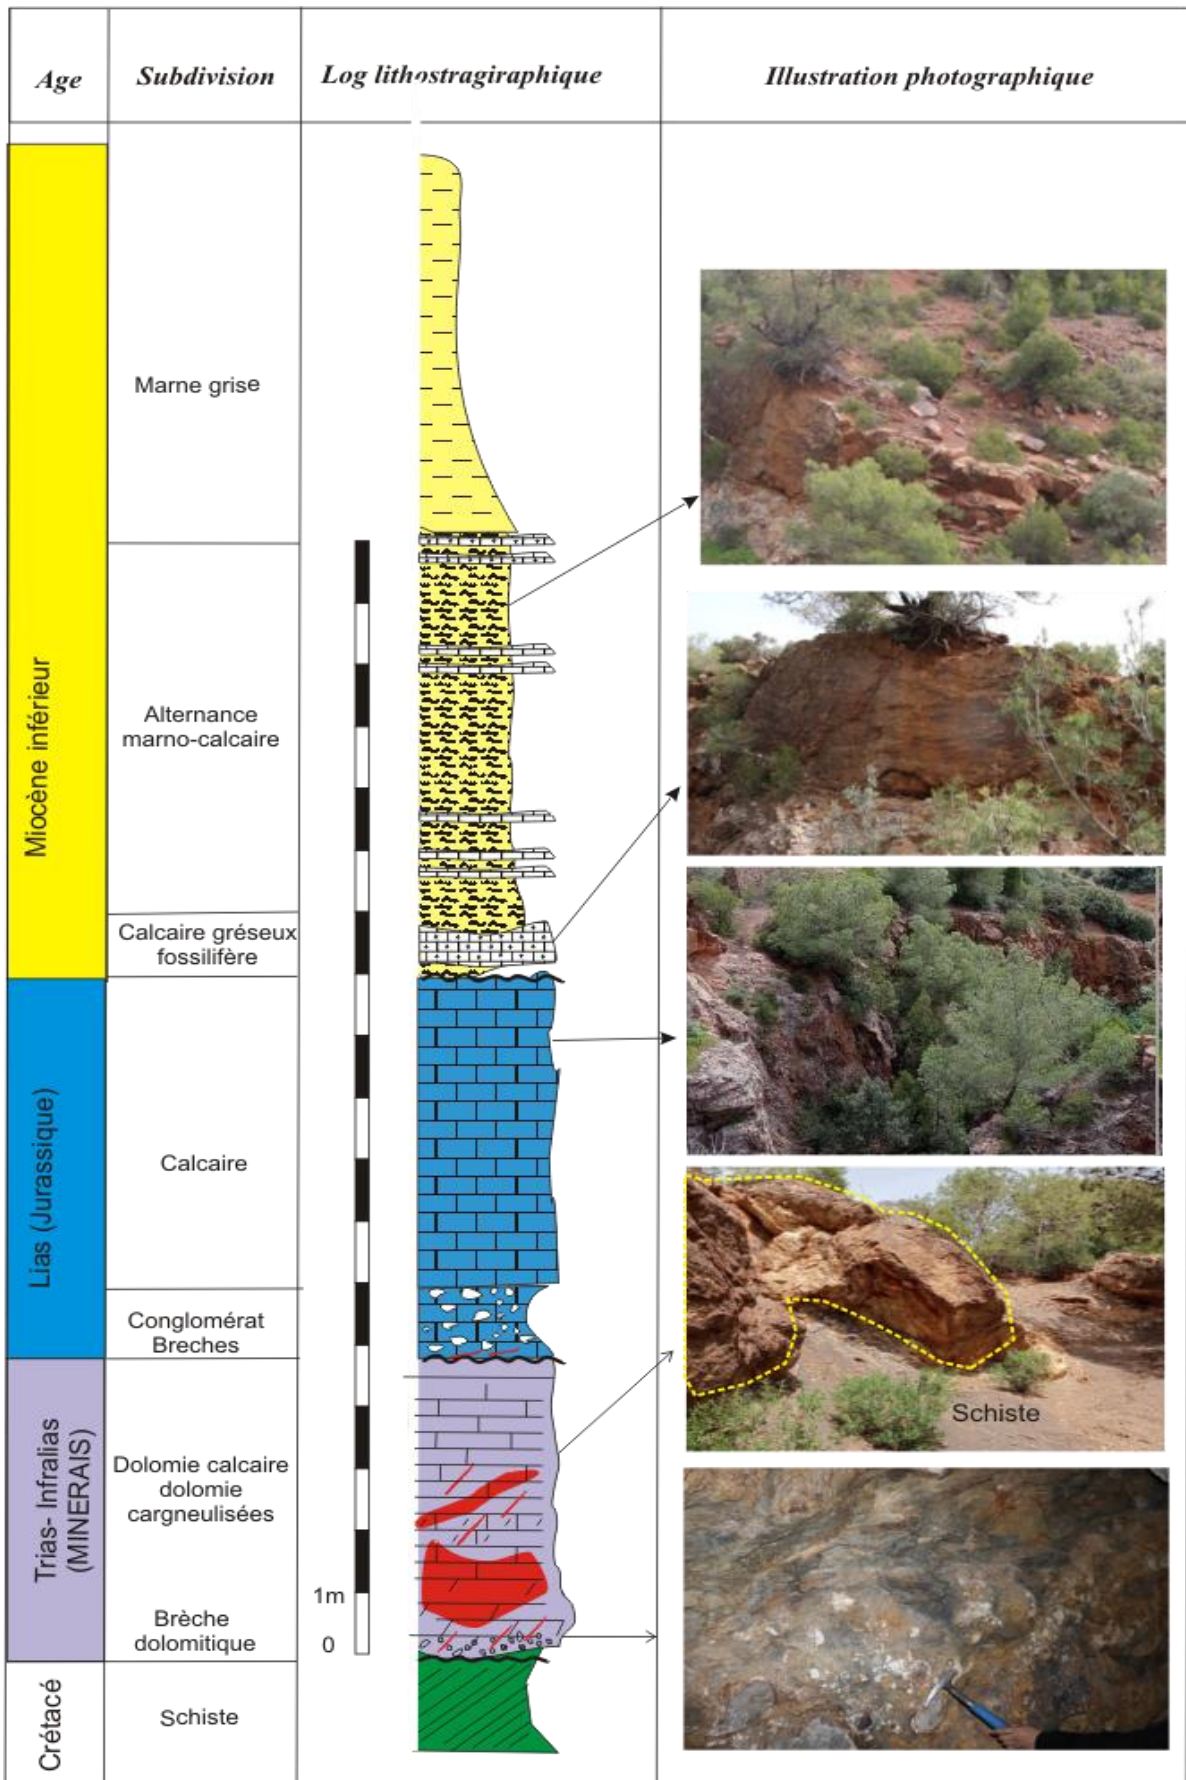 Age
Subdivision
Log lithostragiraphique
Illustration photographique
Miocène inférieur
Marne grise
Alternance
marno-calcaire
Calcaire gréseux
fossilifère
Lias (Jurassique)
Calcaire
Conglomérat
Breches
Trias- Infralias
(MINERAIS)
Dolomie calcaire
dolomie
cargneulisées
Brèche
dolomitique
1m
0
Crétacé
Schiste
Schiste